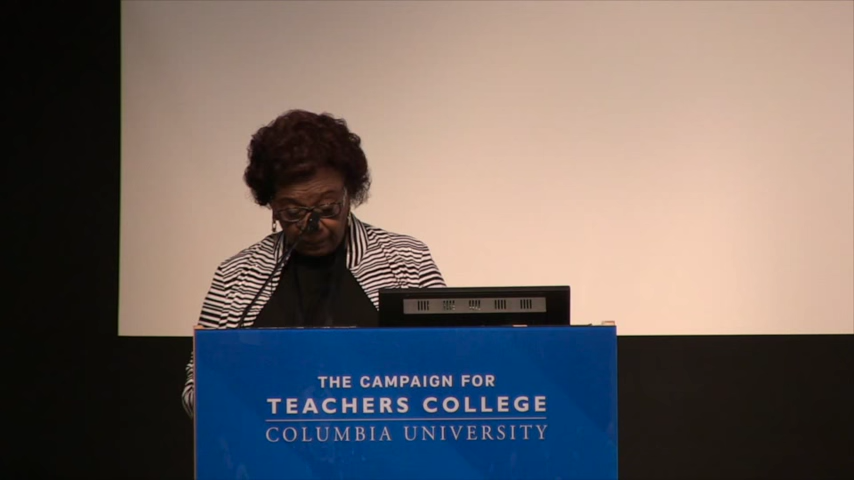 THE CAMPAIGN FOR
TEACHERS COLLEGE
COLUMBIA UNIVERSITY